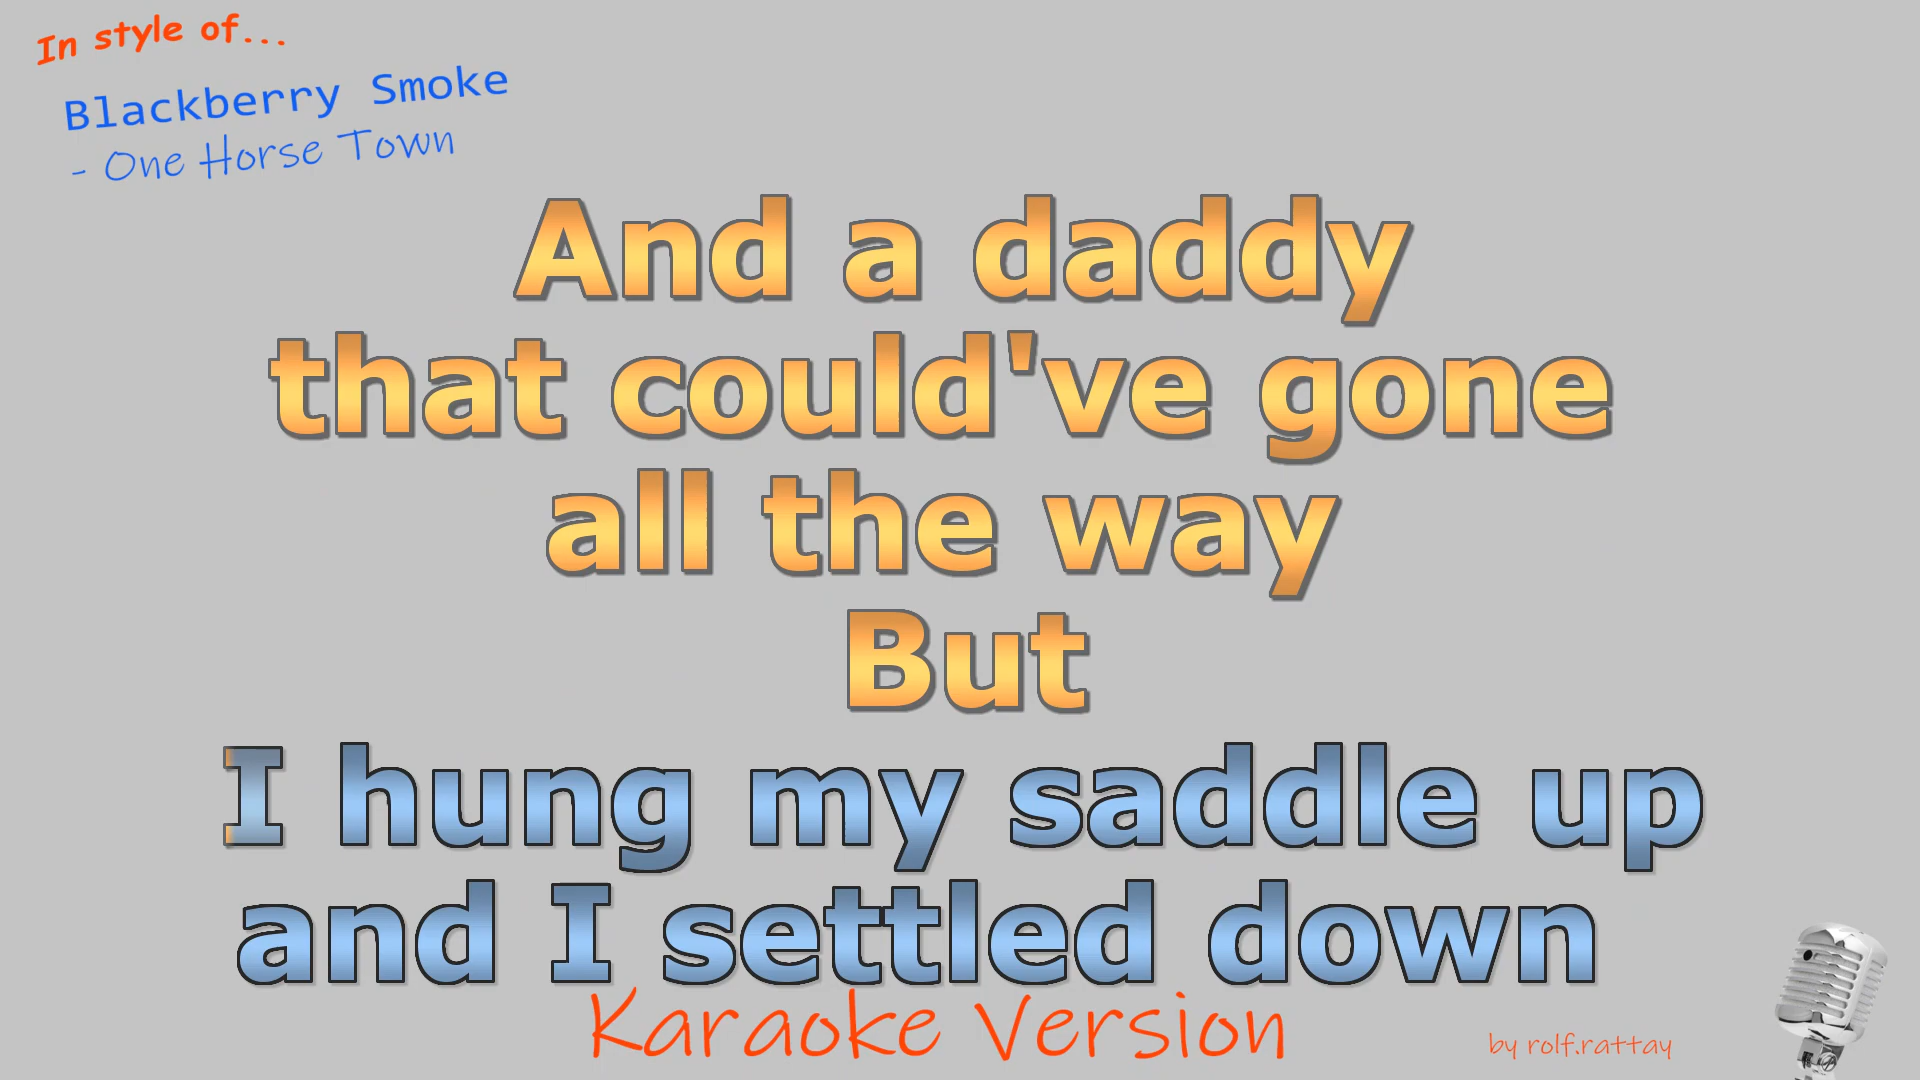 In style of...
Blackberry Smoke
- One Horse Town
And a daddy
that could've gone
all the way
But
I hung my saddle up
and I settled down
Karaoke Version
by rolf.rattay